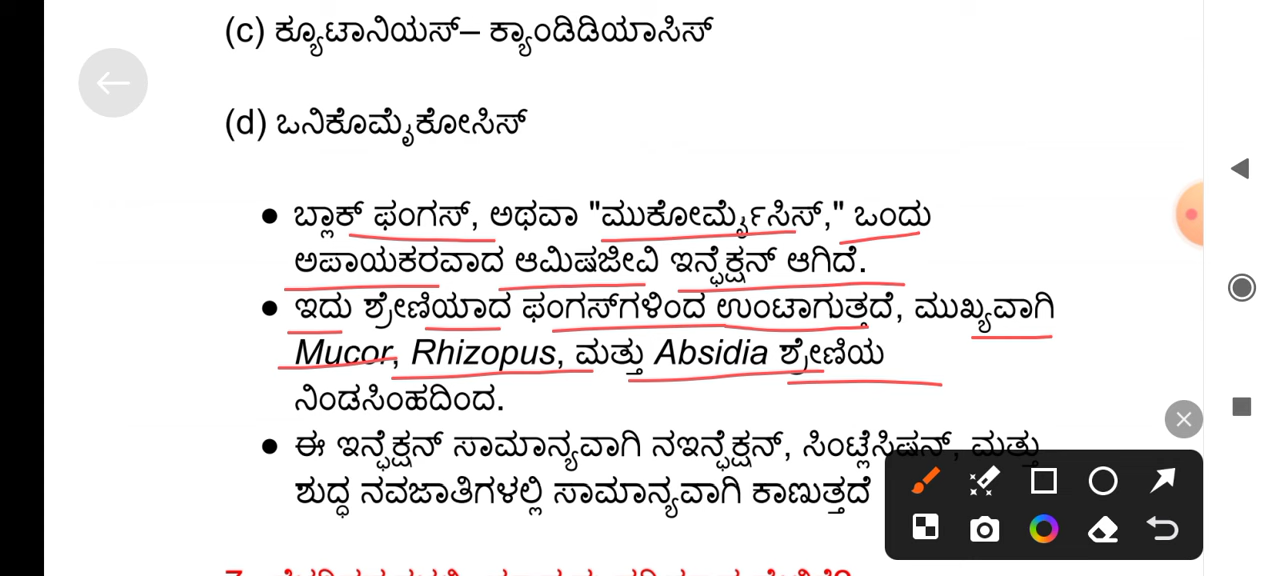 (c) ಕ್ಯೂಟಾನಿಯಸ್– ಕ್ಯಾಂಡಿಡಿಯಾಸಿಸ್
(d) ಒನಿಕೊಮೈಕೋಸಿಸ್
● ಬ್ಲಾಕ್ ಫಂಗಸ್, ಅಥವಾ "ಮುಕೋರ್ಮೈಸಿಸ್," ಒಂದು
ಅಪಾಯಕರವಾದ ಆಮಿಷಜೀವಿ ಇನ್ಫೆಕ್ಷನ್ ಆಗಿದೆ.
● ಇದು ಶ್ರೇಣಿಯಾದ ಫಂಗಸ್‌ಗಳಿಂದ ಉಂಟಾಗುತ್ತದೆ, ಮುಖ್ಯವಾಗಿ
Mucor, Rhizopus, ಮತ್ತು Absidia ಶ್ರೇಣಿಯ
ನಿಂಡಸಿಂಹದಿಂದ.
● ಈ ಇನ್ಫೆಕ್ಷನ್ ಸಾಮಾನ್ಯವಾಗಿ ನಇನ್ಫೆಕ್ಷನ್, ಸಿಂಟ್ಲೆಸಿಷನ್, ಮತ್ತು
ಶುದ್ಧ ನವಜಾತಿಗಳಲ್ಲಿ ಸಾಮಾನ್ಯವಾಗಿ ಕಾಣುತ್ತದೆ